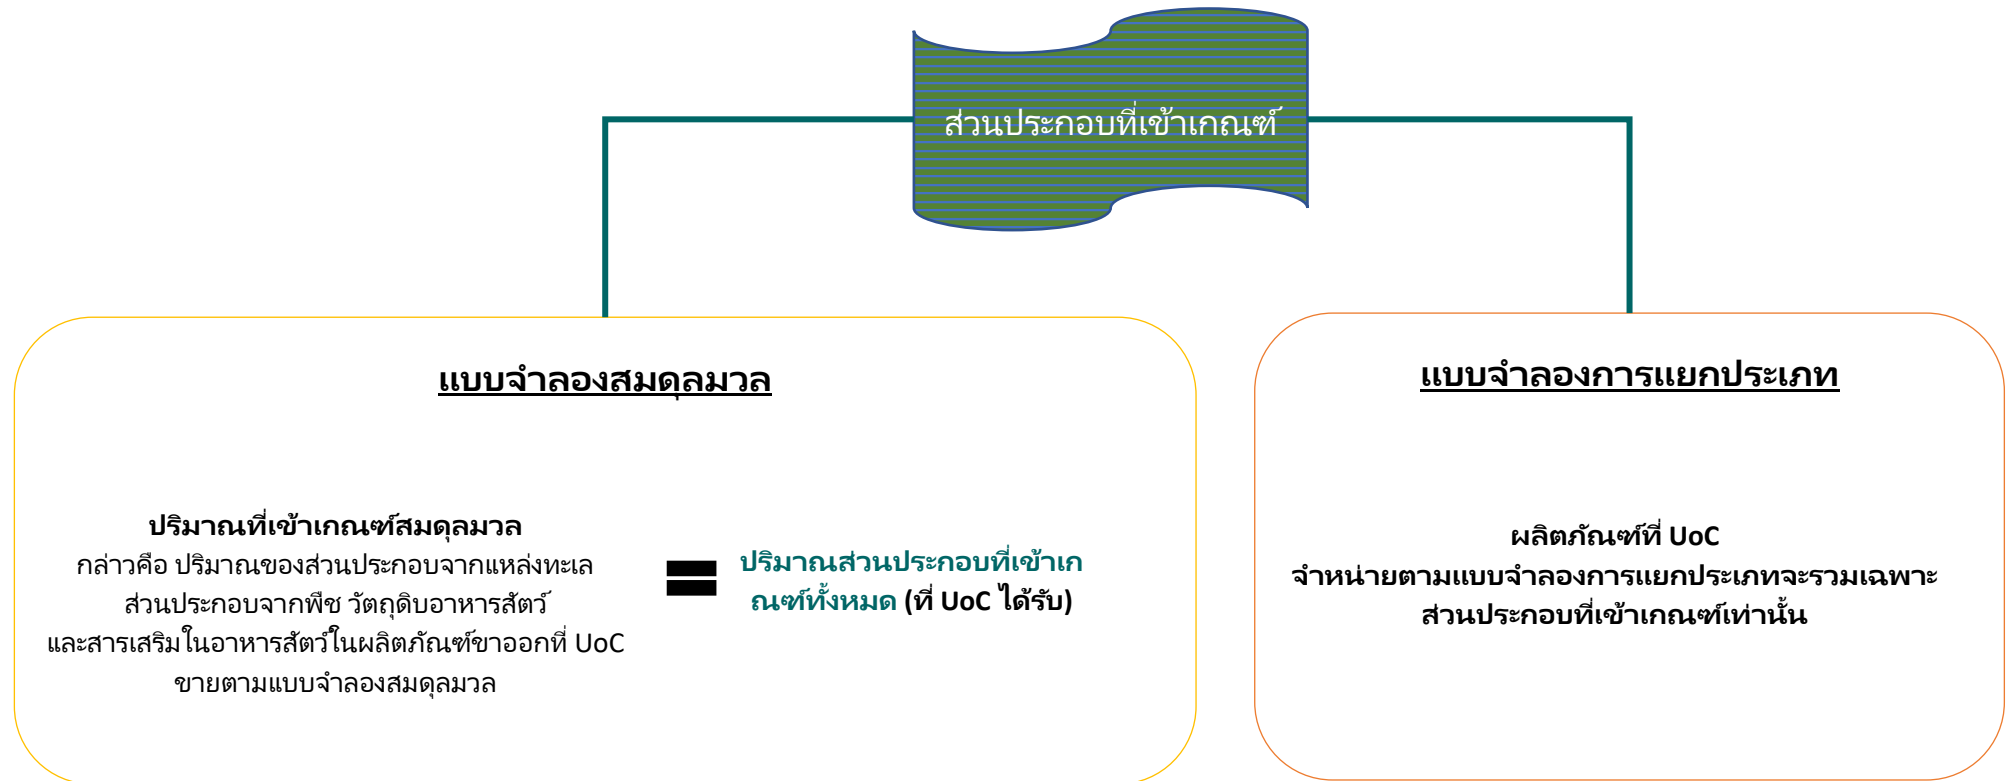 ส่วนประกอบที่เข้าเกณฑ์
แบบจำลองสมดุลมวล
ปริมาณที่เข้าเกณฑ์สมดุลมวล
กล่าวคือ ปริมาณของส่วนประกอบจากแหล่งทะเล
ส่วนประกอบจากพืช วัตถุดิบอาหารสัตว์
และสารเสริมในอาหารสัตว์ในผลิตภัณฑ์ขาออกที่ UoC
ขายตามแบบจำลองสมดุลมวล
=
ปริมาณส่วนประกอบที่เข้าเก
ณฑ์ทั้งหมด (ที่ UoC ได้รับ)
แบบจำลองการแยกประเภท
ผลิตภัณฑ์ที่ UoC
จำหน่ายตามแบบจำลองการแยกประเภทจะรวมเฉพาะ
ส่วนประกอบที่เข้าเกณฑ์เท่านั้น